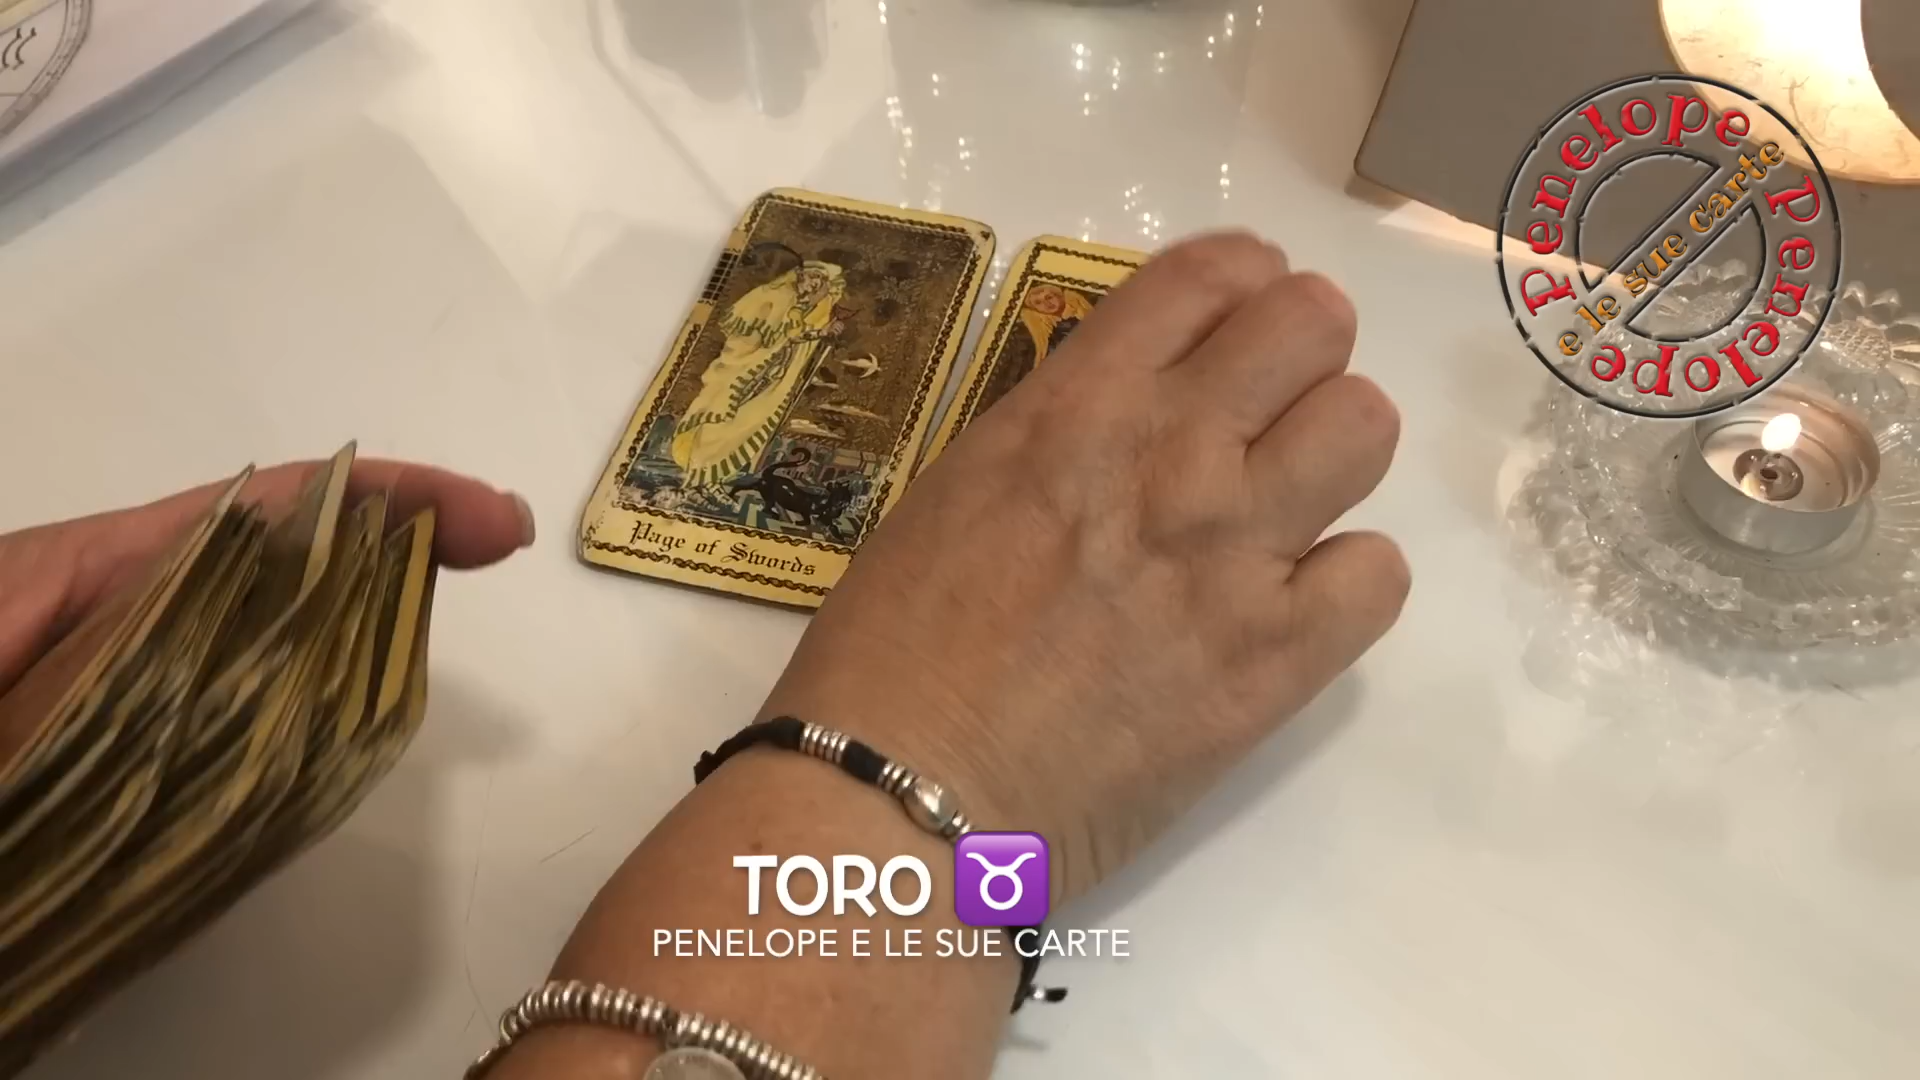 Penelope Penelope
e le sue carte
Page of Swords
TORO ♉
PENELOPE E LE SUE CARTE